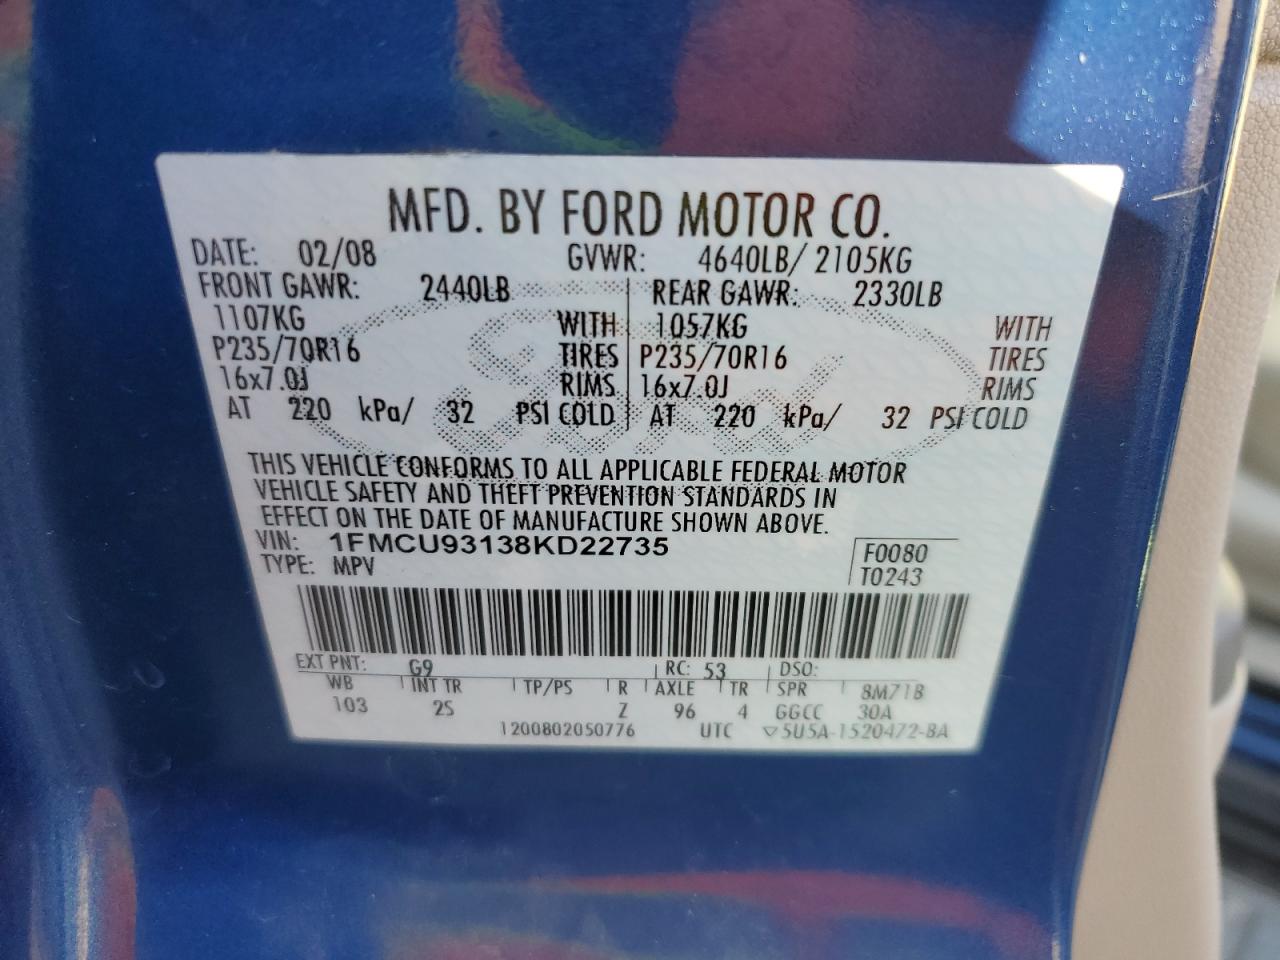 MFD. BY FORD MOTOR CO.
DATE: 02/08 GVWR: 4640LB/ 2105KG
FRONT GAWR: 2440LB REAR GAWR: 2330LB
1107KG WITH 1057KG WITH
P235/70R16 TIRES P235/70R16 TIRES
16x7.0J RIMS 16x7.0J RIMS
AT 220 kPa/ 32 PSI COLD AT 220 kPa/ 32 PSI COLD
Ford
THIS VEHICLE CONFORMS TO ALL APPLICABLE FEDERAL MOTOR
VEHICLE SAFETY AND THEFT PREVENTION STANDARDS IN
EFFECT ON THE DATE OF MANUFACTURE SHOWN ABOVE.
VIN: 1FMCU93138KD22735 F0080
TYPE: MPV T0243
EXT PNT: G9 RC: 53 DSO:
WB INT TR TP/PS R AXLE TR SPR 8M71B
103 2S Z 96 4 GGCC 30A
1200802050776 UTC ▽5U5A-1520472-BA